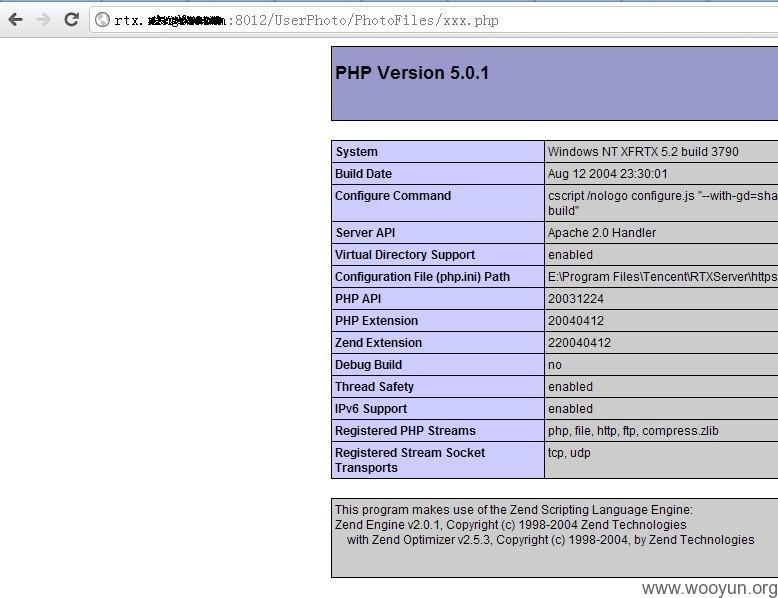 rtx. :8012/UserPhoto/PhotoFiles/xxx.php
PHP Version 5.0.1
System Windows NT XFRTX 5.2 build 3790
Build Date Aug 12 2004 23:30:01
Configure Command cscript /nologo configure.js "--with-gd=sha
build"
Server API Apache 2.0 Handler
Virtual Directory Support enabled
Configuration File (php.ini) Path E:\Program Files\Tencent\RTXServer\https
PHP API 20031224
PHP Extension 20040412
Zend Extension 220040412
Debug Build no
Thread Safety enabled
IPv6 Support enabled
Registered PHP Streams php, file, http, ftp, compress.zlib
Registered Stream Socket
Transports tcp, udp
This program makes use of the Zend Scripting Language Engine:
Zend Engine v2.0.1, Copyright (c) 1998-2004 Zend Technologies
with Zend Optimizer v2.5.3, Copyright (c) 1998-2004, by Zend Technologies
www.wooyun.org